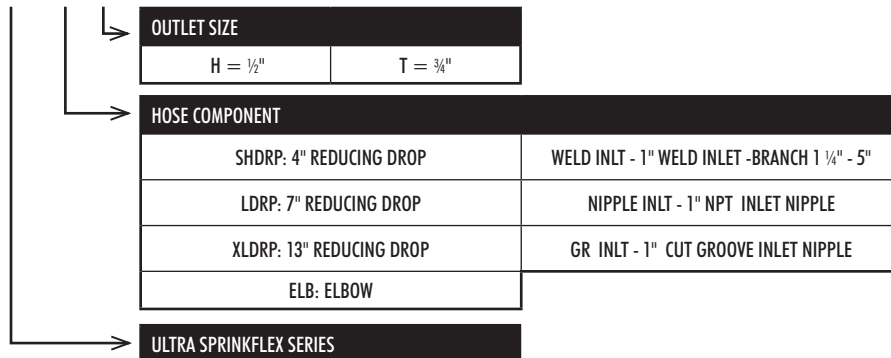 OUTLET SIZE
H = ½" T = ¾"
HOSE COMPONENT
SHDRP: 4" REDUCING DROP WELD INLT - 1" WELD INLET -BRANCH 1 ¼" - 5"
LDRP: 7" REDUCING DROP NIPPLE INLT - 1" NPT INLET NIPPLE
XLDRP: 13" REDUCING DROP GR INLT - 1" CUT GROOVE INLET NIPPLE
ELB: ELBOW
ULTRA SPRINKFLEX SERIES